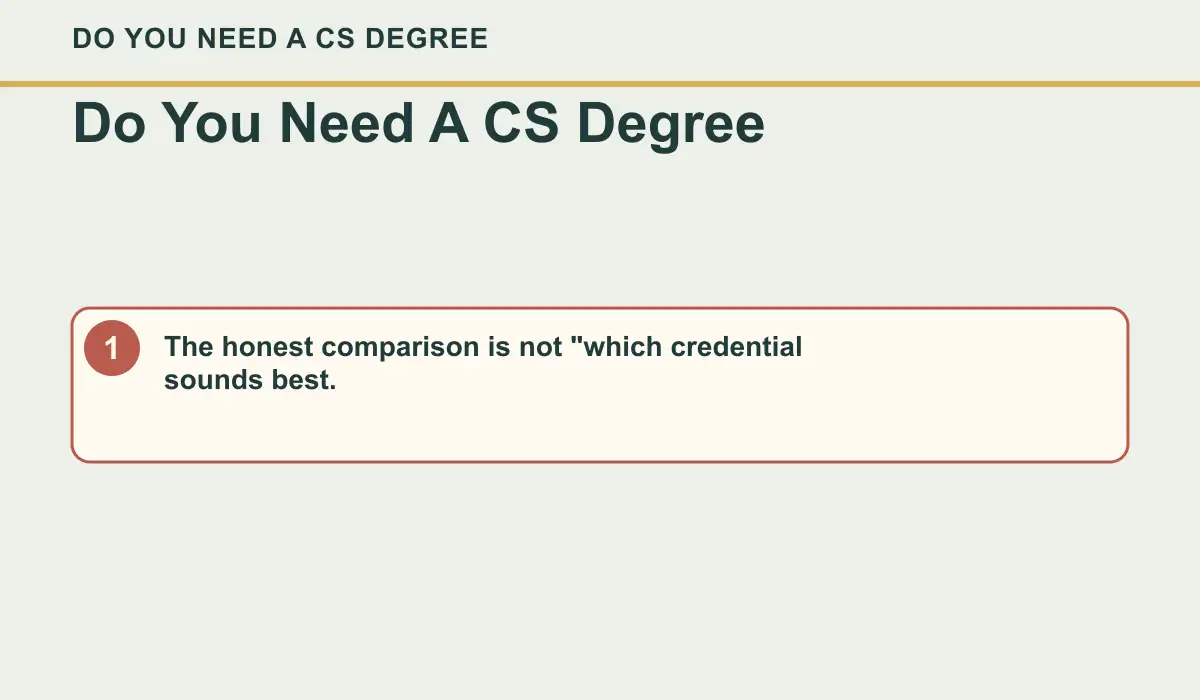 DO YOU NEED A CS DEGREE
Do You Need A CS Degree
1
The honest comparison is not "which credential
sounds best.